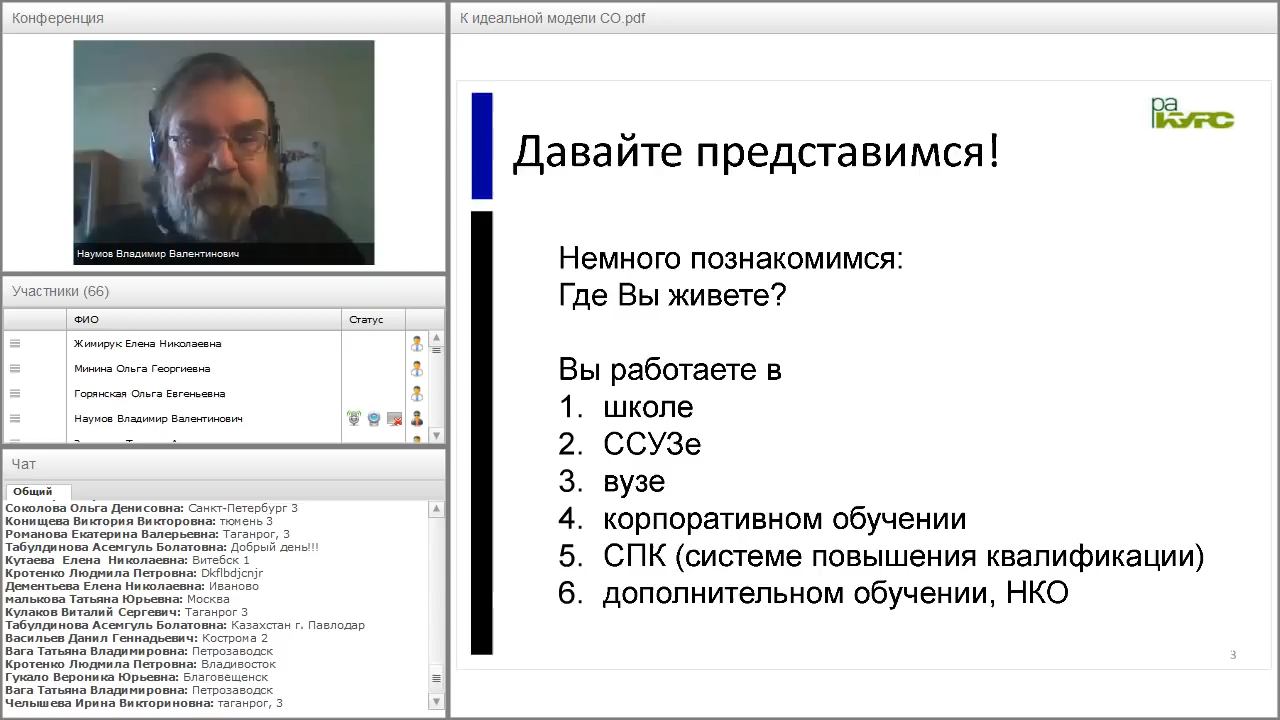 Конференция
Наумов Владимир Валентинович
Участники (66)
ФИО
Статус
Жимирук Елена Николаевна
Минина Ольга Георгиевна
Горянская Ольга Евгеньевна
Наумов Владимир Валентинович
Чат
Общий
Соколова Ольга Денисовна: Санкт-Петербург 3
Конищева Виктория Викторовна: тюмень 3
Романова Екатерина Валерьевна: Таганрог, 3
Табулдинова Асемгуль Болатовна: Добрый день!!!
Кутаева Елена Николаевна: Витебск 1
Кротенко Людмила Петровна: Dkflbdjcnjr
Дементьева Елена Николаевна: Иваново
малькова Татьяна Юрьевна: Москва
Кулаков Виталий Сергеевич: Таганрог 3
Табулдинова Асемгуль Болатовна: Казахстан г. Павлодар
Васильев Данил Геннадьевич: Кострома 2
Вага Татьяна Владимировна: Петрозаводск
Кротенко Людмила Петровна: Владивосток
Гукало Вероника Юрьевна: Благовещенск
Вага Татьяна Владимировна: Петрозаводск
Челышева Ирина Викториновна: таганрог, 3
К идеальной модели СО.pdf
ра
курс
Давайте представимся!
Немного познакомимся:
Где Вы живете?
Вы работаете в
1. школе
2. ССУЗе
3. вузе
4. корпоративном обучении
5. СПК (системе повышения квалификации)
6. дополнительном обучении, НКО
3